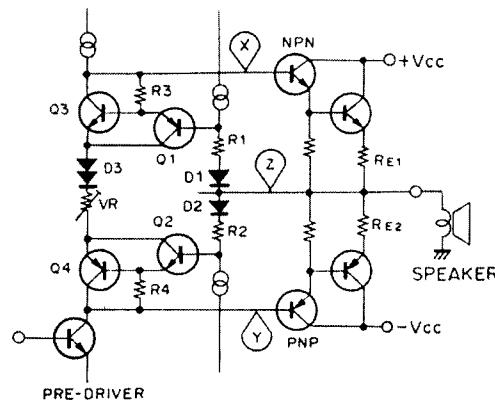 X
NPN
+Vcc
Q3
R3
Q1
R1
RE1
D3
D1
Z
VR
D2
Q2
R2
RE2
Q4
R4
SPEAKER
Y
PNP
-Vcc
PRE-DRIVER